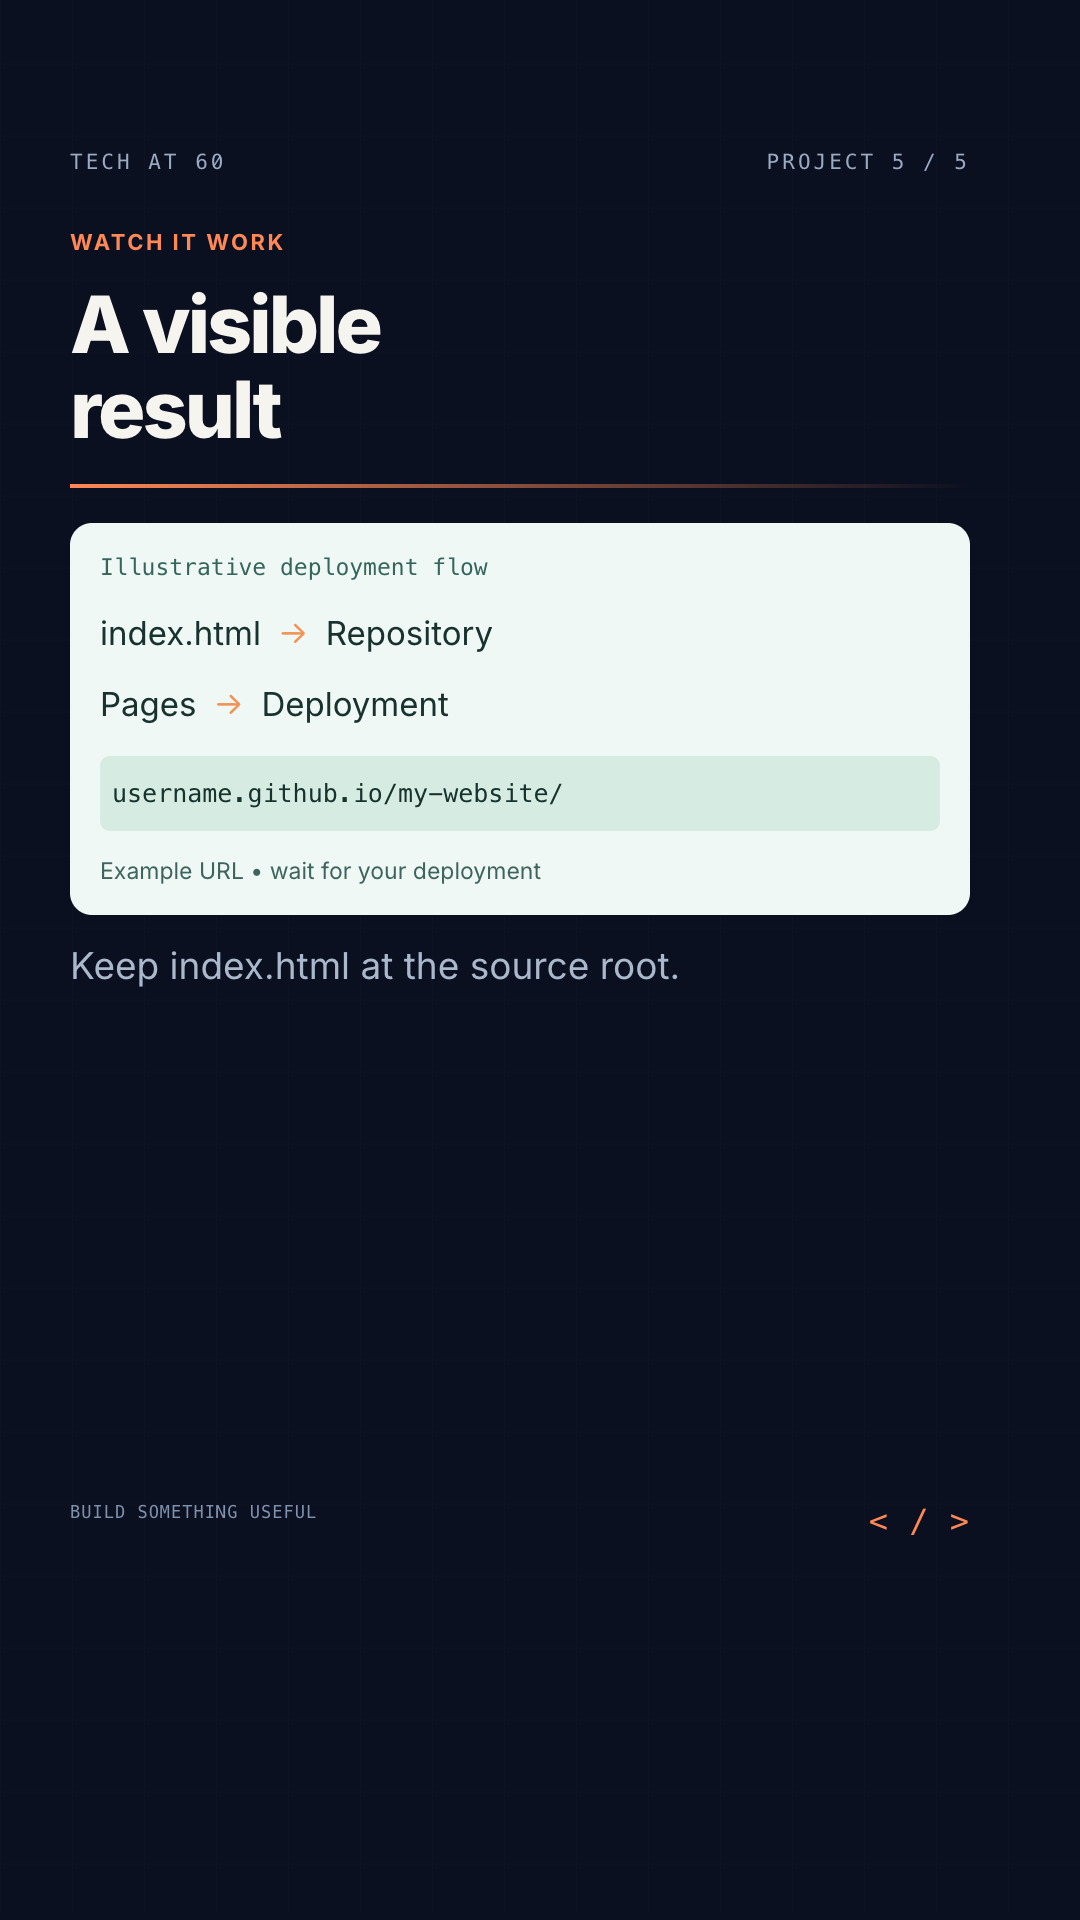 TECH AT 60
PROJECT 5 / 5
WATCH IT WORK
A visible
result
Illustrative deployment flow
index.html → Repository
Pages → Deployment
username.github.io/my-website/
Example URL • wait for your deployment
Keep index.html at the source root.
BUILD SOMETHING USEFUL
< / >